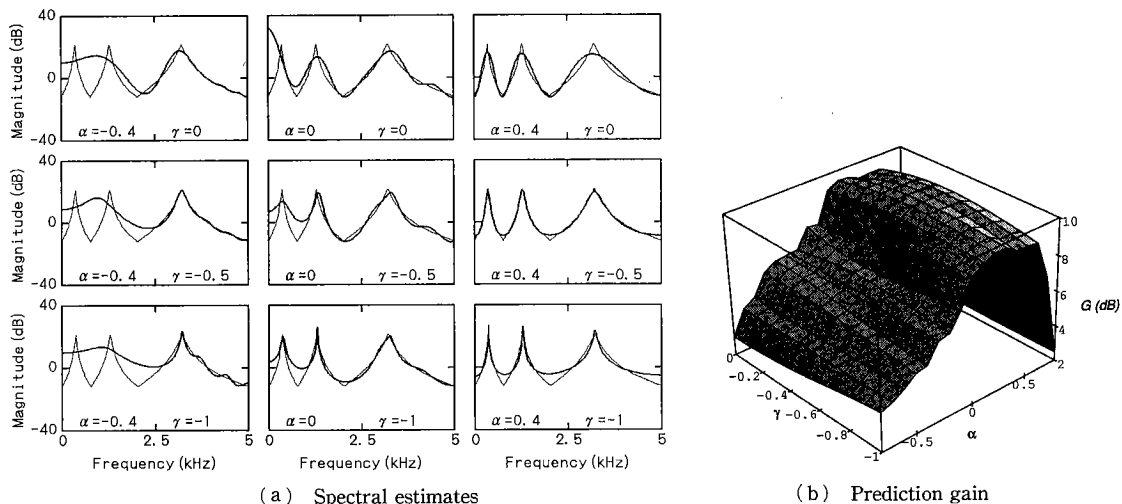 40
0
-40
Magnitude (dB)
α=-0.4 γ=0
α=0 γ=0
α=0.4 γ=0
40
0
-40
Magnitude (dB)
α=-0.4 γ=-0.5
α=0 γ=-0.5
α=0.4 γ=-0.5
40
0
-40
Magnitude (dB)
α=-0.4 γ=-1
α=0 γ=-1
α=0.4 γ=-1
0 2.5 5 0 2.5 5 0 2.5 5
Frequency (kHz) Frequency (kHz) Frequency (kHz)
(a) Spectral estimates
10
8
6
4
2
G (dB)
0
-0.2
-0.4
γ
-0.6
-0.8
-1
-0.5
0
0.5
α
(b) Prediction gain